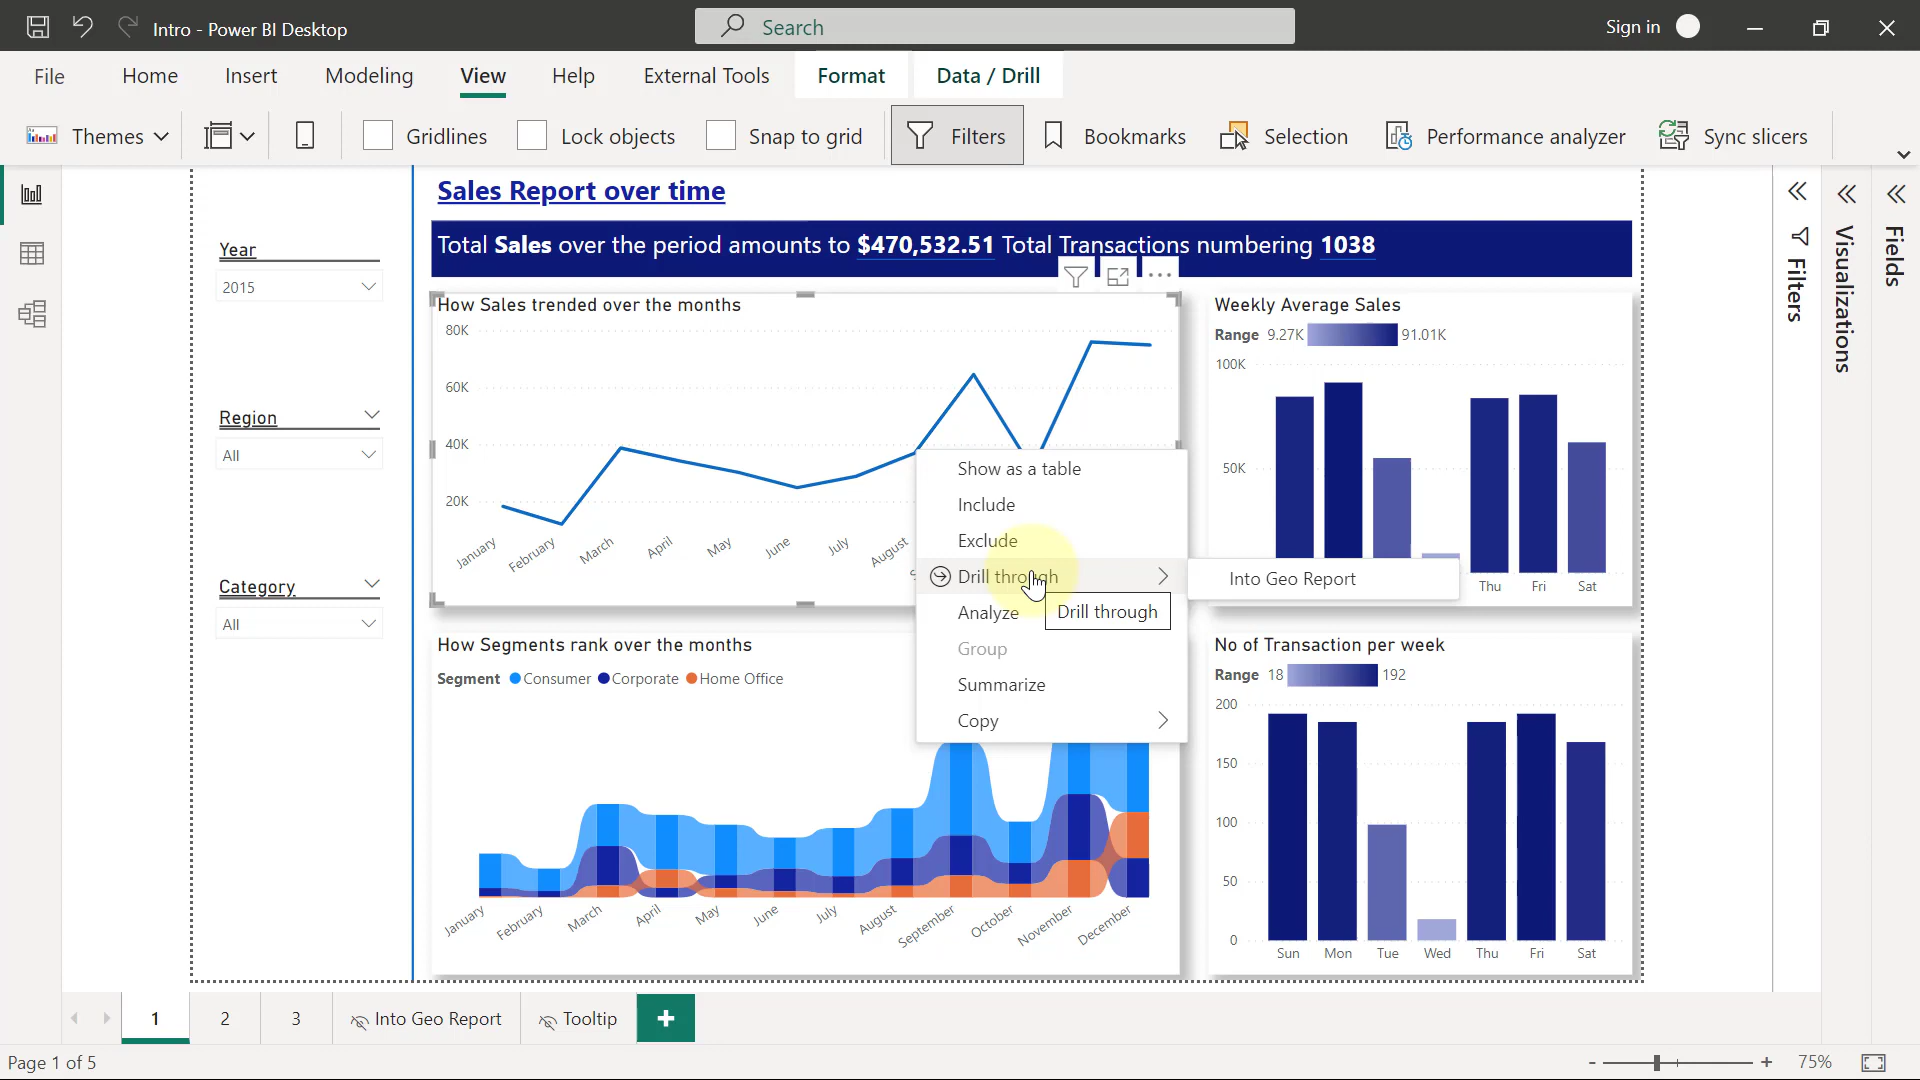 Intro - Power BI Desktop
Search
Sign in
File Home Insert Modeling View Help External Tools Format Data / Drill
Themes Gridlines Lock objects Snap to grid Filters Bookmarks Selection Performance analyzer Sync slicers
Sales Report over time
Total Sales over the period amounts to $470,532.51 Total Transactions numbering 1038
Year
2015
Region
All
Category
All
How Sales trended over the months
80K
60K
40K
20K
January February March April May June July August
Show as a table
Include
Exclude
Drill through
Into Geo Report
Analyze
Drill through
Group
Summarize
Copy
Weekly Average Sales
Range 9.27K 91.01K
100K
50K
Thu Fri Sat
How Segments rank over the months
Segment Consumer Corporate Home Office
January February March April May June July August September October November December
No of Transaction per week
Range 18 192
200
150
100
50
0
Sun Mon Tue Wed Thu Fri Sat
Filters
Visualizations
Fields
1 2 3 Into Geo Report Tooltip +
Page 1 of 5
- + 75%